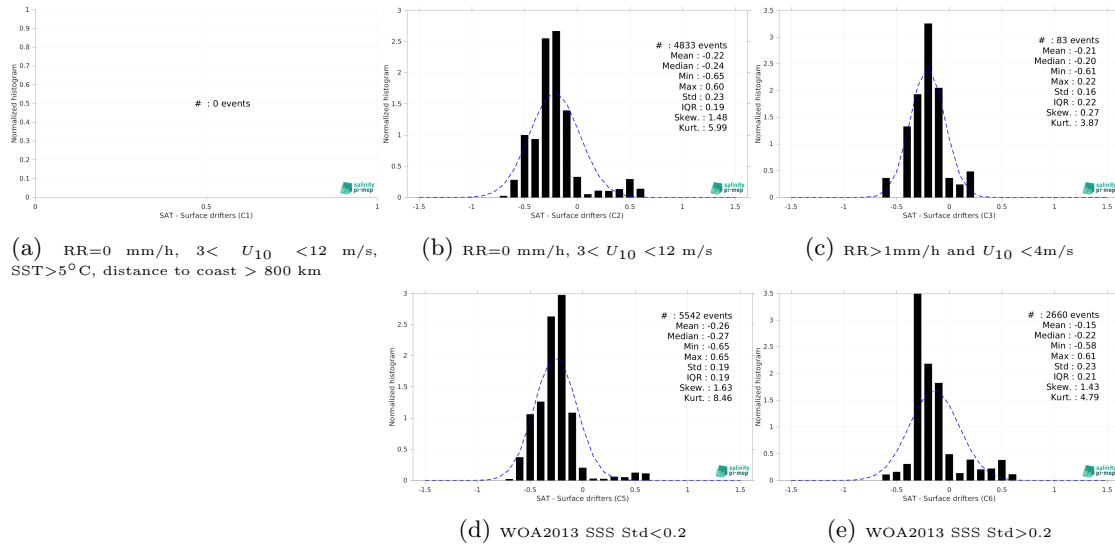 1
0.9
0.8
0.7
0.6
0.5
0.4
0.3
0.2
0.1
0
Normalized histogram
# : 0 events
salinity
pi-mep
0 0.5 1
SAT - Surface drifters (C1)
(a) RR=0 mm/h, 3< U10 <12 m/s,
SST>5°C, distance to coast > 800 km
3
2.5
2
1.5
1
0.5
0
Normalized histogram
# : 4833 events
Mean : -0.22
Median : -0.24
Min : -0.65
Max : 0.60
Std : 0.23
IQR : 0.19
Skew. : 1.48
Kurt. : 5.99
salinity
pi-mep
-1.5 -1 -0.5 0 0.5 1 1.5
SAT - Surface drifters (C2)
(b) RR=0 mm/h, 3< U10 <12 m/s
3.5
3
2.5
2
1.5
1
0.5
0
Normalized histogram
# : 83 events
Mean : -0.21
Median : -0.20
Min : -0.61
Max : 0.22
Std : 0.16
IQR : 0.22
Skew. : 0.27
Kurt. : 3.87
salinity
pi-mep
-1.5 -1 -0.5 0 0.5 1 1.5
SAT - Surface drifters (C3)
(c) RR>1mm/h and U10 <4m/s
3
2.5
2
1.5
1
0.5
0
Normalized histogram
# : 5542 events
Mean : -0.26
Median : -0.27
Min : -0.65
Max : 0.65
Std : 0.19
IQR : 0.19
Skew. : 1.63
Kurt. : 8.46
salinity
pi-mep
-1.5 -1 -0.5 0 0.5 1 1.5
SAT - Surface drifters (C5)
(d) WOA2013 SSS Std<0.2
3.5
3
2.5
2
1.5
1
0.5
0
Normalized histogram
# : 2660 events
Mean : -0.15
Median : -0.22
Min : -0.58
Max : 0.61
Std : 0.23
IQR : 0.21
Skew. : 1.43
Kurt. : 4.79
salinity
pi-mep
-1.5 -1 -0.5 0 0.5 1 1.5
SAT - Surface drifters (C6)
(e) WOA2013 SSS Std>0.2